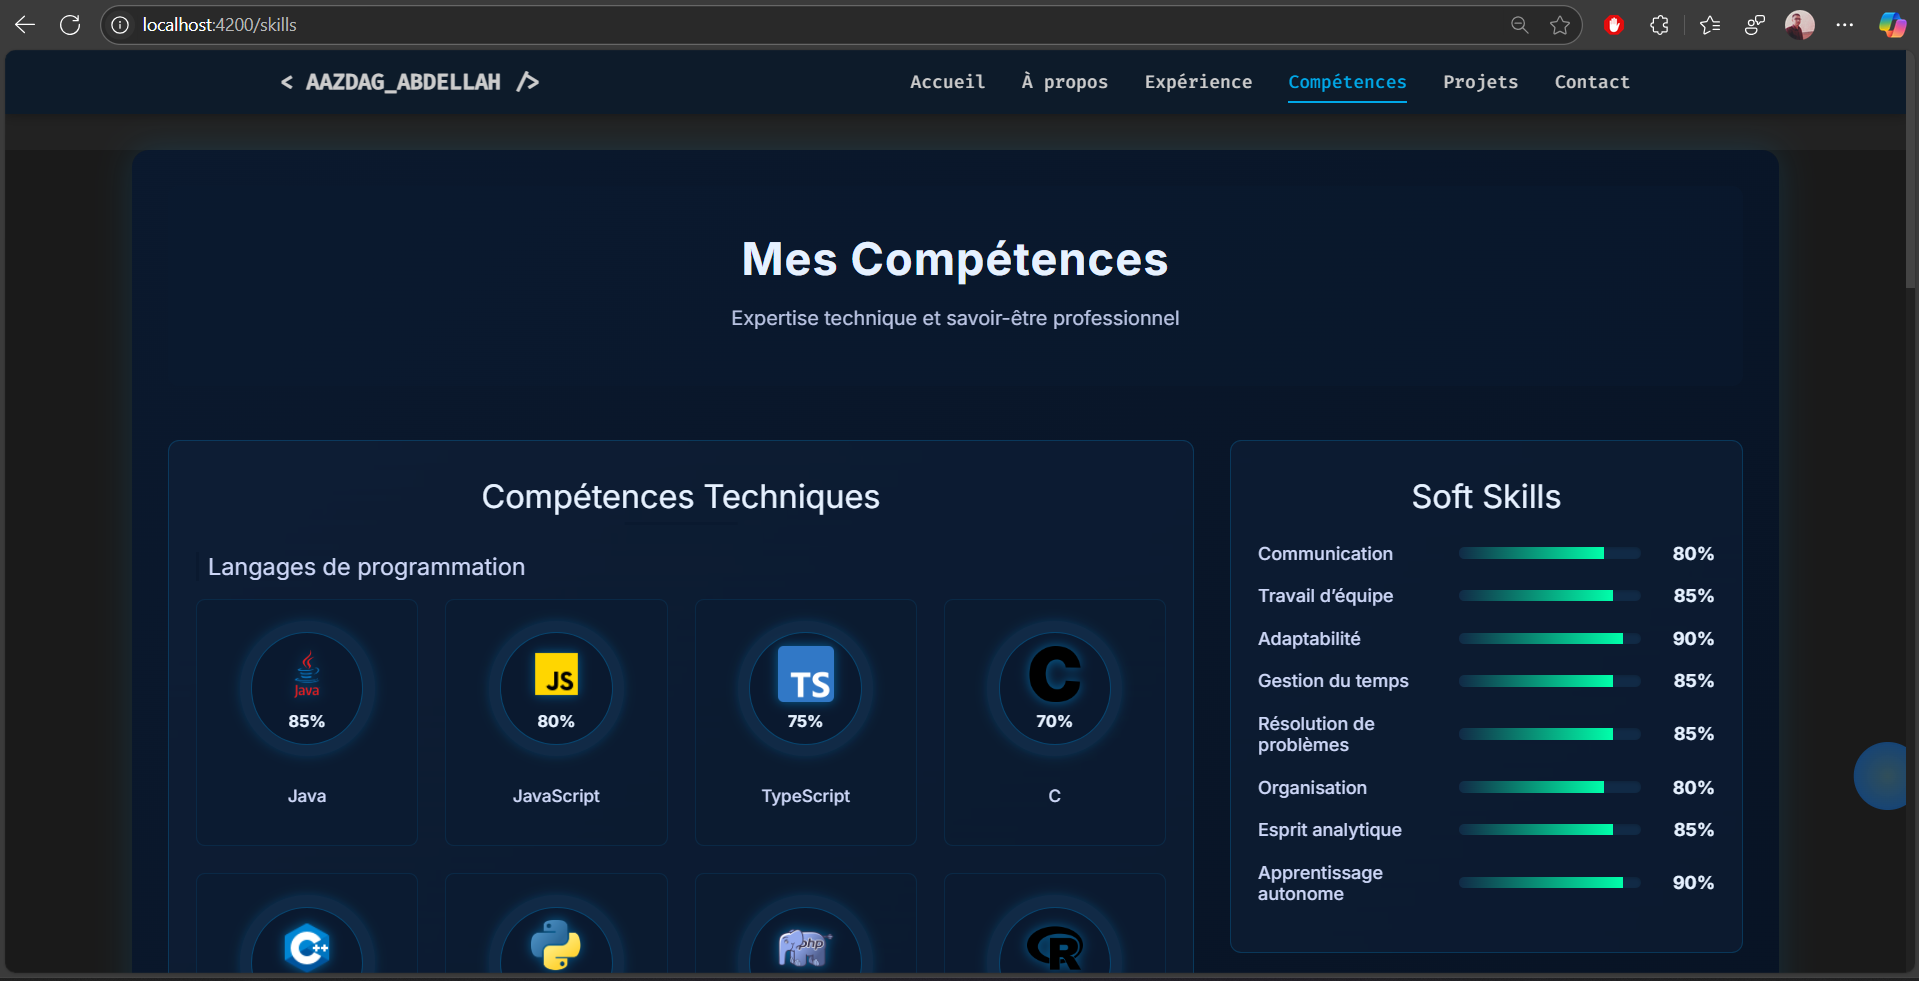 localhost:4200/skills
< AAZDAG_ABDELLAH />
Accueil
À propos
Expérience
Compétences
Projets
Contact
Mes Compétences
Expertise technique et savoir-être professionnel
Compétences Techniques
Langages de programmation
Java
85%
Java
JS
80%
JavaScript
TS
75%
TypeScript
C
70%
C
C++
php
R
Soft Skills
Communication 80%
Travail d’équipe 85%
Adaptabilité 90%
Gestion du temps 85%
Résolution de
problèmes 85%
Organisation 80%
Esprit analytique 85%
Apprentissage
autonome 90%